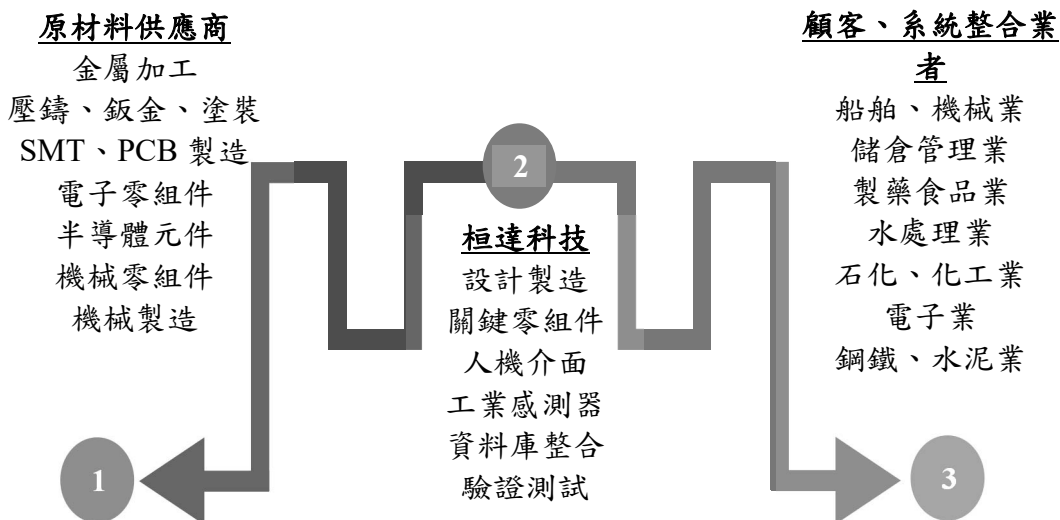 原材料供應商
金屬加工
壓鑄、鈑金、塗裝
SMT、PCB 製造
電子零組件
半導體元件
機械零組件
機械製造
1
2
桓達科技
設計製造
關鍵零組件
人機介面
工業感測器
資料庫整合
驗證測試
顧客、系統整合業
者
船舶、機械業
儲倉管理業
製藥食品業
水處理業
石化、化工業
電子業
鋼鐵、水泥業
3